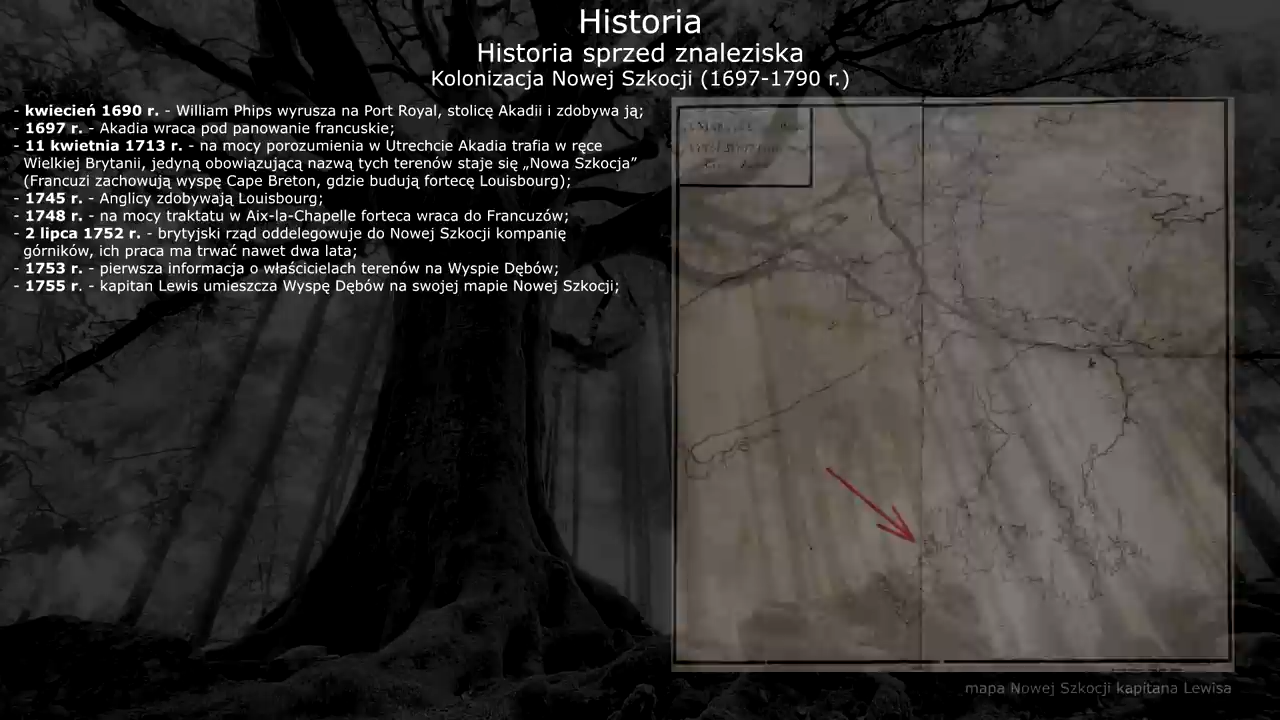 Historia
Historia sprzed znaleziska
Kolonizacja Nowej Szkocji (1697-1790 r.)
- kwiecień 1690 r. - William Phips wyrusza na Port Royal, stolicę Akadii i zdobywa ją;
- 1697 r. - Akadia wraca pod panowanie francuskie;
- 11 kwietnia 1713 r. - na mocy porozumienia w Utrechcie Akadia trafia w ręce
Wielkiej Brytanii, jedyną obowiązującą nazwą tych terenów staje się „Nowa Szkocja”
(Francuzi zachowują wyspę Cape Breton, gdzie budują fortecę Louisbourg);
- 1745 r. - Anglicy zdobywają Louisbourg;
- 1748 r. - na mocy traktatu w Aix-la-Chapelle forteca wraca do Francuzów;
- 2 lipca 1752 r. - brytyjski rząd oddelegowuje do Nowej Szkocji kompanię
górników, ich praca ma trwać nawet dwa lata;
- 1753 r. - pierwsza informacja o właścicielach terenów na Wyspie Dębów;
- 1755 r. - kapitan Lewis umieszcza Wyspę Dębów na swojej mapie Nowej Szkocji;
mapa Nowej Szkocji kapitana Lewisa